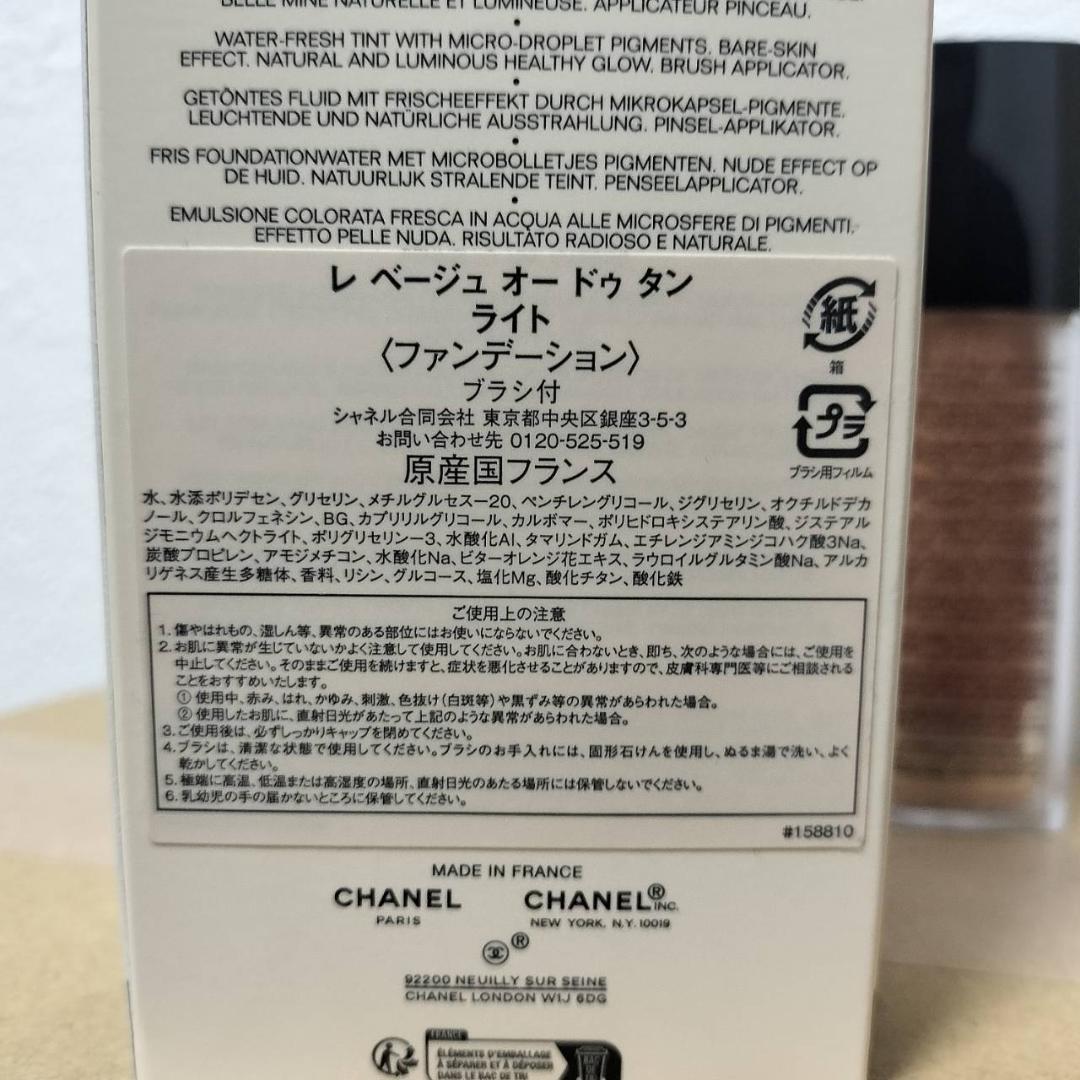 BELLE MINE NATURELLE ET LUMINEUSE. APPLICATEUR PINCEAU.
•
WATER-FRESH TINT WITH MICRO-DROPLET PIGMENTS. BARE-SKIN
EFFECT. NATURAL AND LUMINOUS HEALTHY GLOW. BRUSH APPLICATOR.
•
GETÖNTES FLUID MIT FRISCHEEFFEKT DURCH MIKROKAPSEL-PIGMENTE.
LEUCHTENDE UND NATÜRLICHE AUSSTRAHLUNG. PINSEL-APPLIKATOR.
•
FRIS FOUNDATIONWATER MET MICROBOLLETJES PIGMENTEN. NUDE EFFECT OP
DE HUID. NATUURLIJK STRALENDE TEINT. PENSEELAPPLICATOR.
•
EMULSIONE COLORATA FRESCA IN ACQUA ALLE MICROSFERE DI PIGMENTI.
EFFETTO PELLE NUDA. RISULTATO RADIOSO E NATURALE.
レ ベージュ オー ドゥ タン
ライト
〈ファンデーション〉
ブラシ付
シャネル合同会社 東京都中央区銀座3-5-3
お問い合わせ先 0120-525-519
原産国フランス
紙
箱
プラ
ブラシ用フィルム
水、水添ポリデセン、グリセリン、メチルグルセス－20、ペンチレングリコール、ジグリセリン、オクチルドデカ
ノール、クロルフェネシン、BG、カプリリルグリコール、カルボマー、ポリヒドロキシステアリン酸、ジステアル
ジモニウムヘクトライト、ポリグリセリン－3、水酸化Al、タマリンドガム、エチレンジアミンジコハク酸3Na、
炭酸プロピレン、アモジメチコン、水酸化Na、ビターオレンジ花エキス、ラウロイルグルタミン酸Na、アルカ
リゲネス産生多糖体、香料、リシン、グルコース、塩化Mg、酸化チタン、酸化鉄
ご使用上の注意
1. 傷やはれもの、湿しん等、異常のある部位にはお使いにならないでください。
2. お肌に異常が生じていないかよく注意して使用してください。お肌に合わないとき、即ち、次のような場合には、ご使用を
中止してください。そのままご使用を続けますと、症状を悪化させることがありますので、皮膚科専門医等にご相談される
ことをおすすめいたします。
① 使用中、赤み、はれ、かゆみ、刺激、色抜け(白斑等)や黒ずみ等の異常があらわれた場合。
② 使用したお肌に、直射日光があたって上記のような異常があらわれた場合。
3. ご使用後は、必ずしっかりキャップを閉めてください。
4. ブラシは、清潔な状態で使用してください。ブラシのお手入れには、固形石けんを使用し、ぬるま湯で洗い、よく
乾かしてください。
5. 極端に高温、低温または高湿度の場所、直射日光のあたる場所には保管しないでください。
6. 乳幼児の手の届かないところに保管してください。
#158810
MADE IN FRANCE
CHANEL CHANEL® INC.
PARIS NEW YORK, N.Y. 10019
®
92200 NEUILLY SUR SEINE
CHANEL LONDON W1J 6DG
FRANCE
ÉLÉMENTS D'EMBALLAGE
À SÉPARER ET À DÉPOSER
DANS LE BAC DE TRI
BAC
DE
TRI